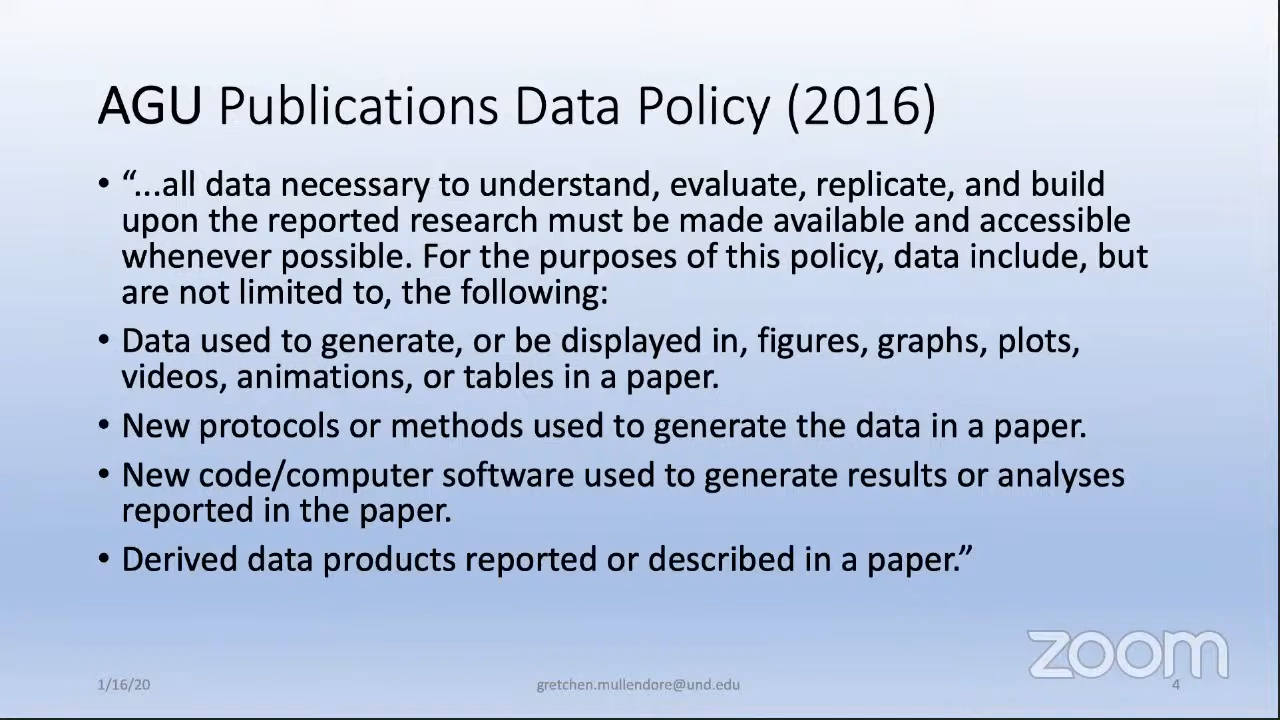 AGU Publications Data Policy (2016)
• “...all data necessary to understand, evaluate, replicate, and build
upon the reported research must be made available and accessible
whenever possible. For the purposes of this policy, data include, but
are not limited to, the following:
• Data used to generate, or be displayed in, figures, graphs, plots,
videos, animations, or tables in a paper.
• New protocols or methods used to generate the data in a paper.
• New code/computer software used to generate results or analyses
reported in the paper.
• Derived data products reported or described in a paper.”
zoom
1/16/20
gretchen.mullendore@und.edu
4